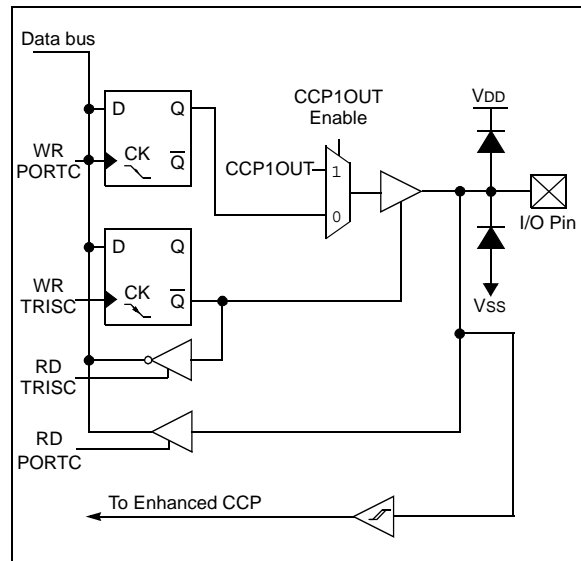 Data bus
D Q
CCP1OUT
Enable
VDD
WR
PORTC
CK Q
CCP1OUT
1
0
I/O Pin
D Q
WR
TRISC
CK Q
VSS
RD
TRISC
RD
PORTC
To Enhanced CCP